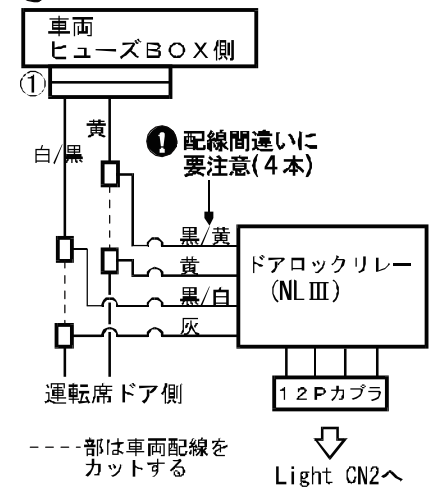 車両
ヒューズＢＯＸ側
①
黄
白/黒
! 配線間違いに
要注意(４本)
黒/黄
黄
黒/白
灰
ドアロックリレー
(NLⅢ)
１２Ｐカプラ
運転席ドア側
----部は車両配線を
カットする
Light CN2へ